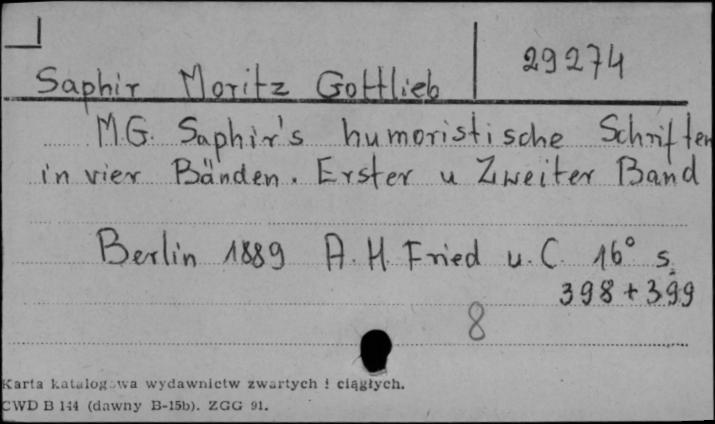 29274
Saphir Moritz Gottlieb
M.G. Saphir's humoristische Schriften
in vier Bänden. Erster u Zweiter Band
Berlin 1889 A. H. Fried u. C. 16° s.
398 + 399
8
Karta katalogowa wydawnictw zwartych i ciągłych.
CWD B 144 (dawny B-15b). ZGG 91.